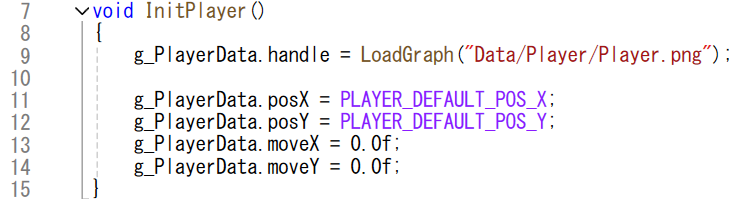 7 void InitPlayer()
8 {
9 g_PlayerData.handle = LoadGraph("Data/Player/Player.png");
10
11 g_PlayerData.posX = PLAYER_DEFAULT_POS_X;
12 g_PlayerData.posY = PLAYER_DEFAULT_POS_Y;
13 g_PlayerData.moveX = 0.0f;
14 g_PlayerData.moveY = 0.0f;
15 }